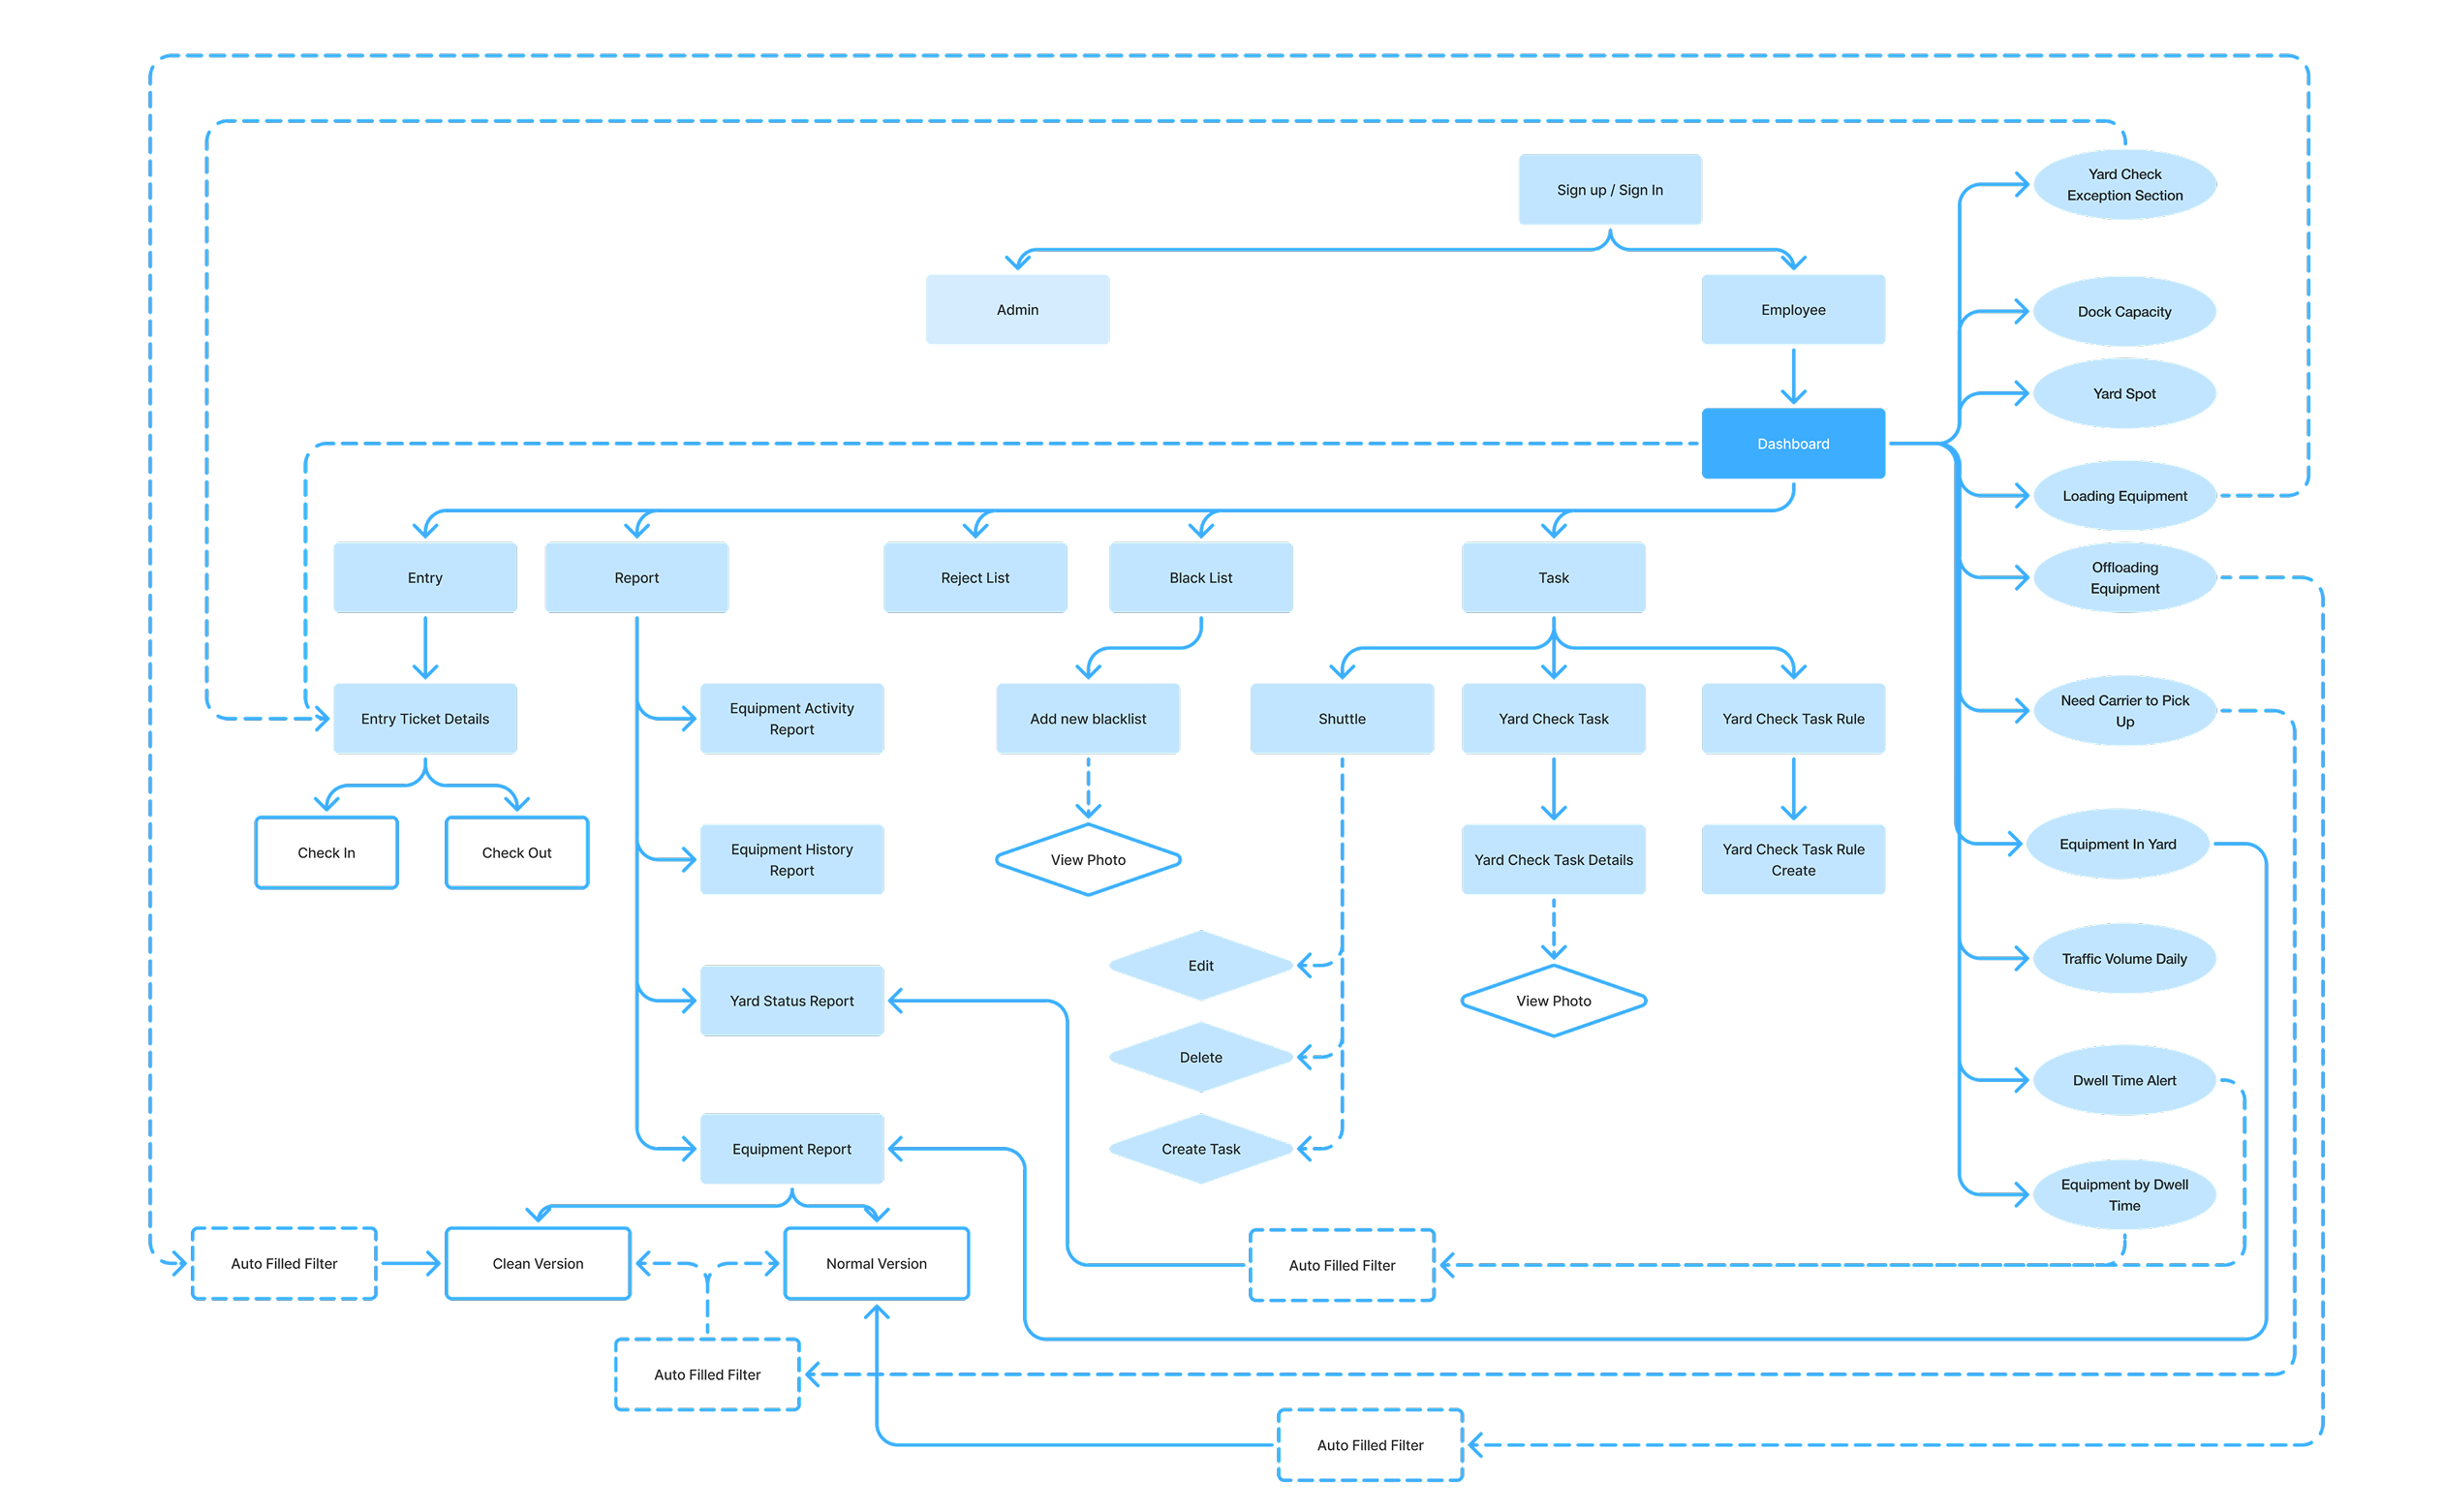 Yard Check
Exception Section
Sign up / Sign In
Admin
Employee
Dock Capacity
Yard Spot
Dashboard
Loading Equipment
Entry
Report
Reject List
Black List
Task
Offloading
Equipment
Entry Ticket Details
Equipment Activity
Report
Add new blacklist
Shuttle
Yard Check Task
Yard Check Task Rule
Need Carrier to Pick
Up
Check In
Check Out
Equipment History
Report
View Photo
Yard Check Task Details
Yard Check Task Rule
Create
Equipment In Yard
Edit
Traffic Volume Daily
Yard Status Report
View Photo
Delete
Dwell Time Alert
Equipment Report
Create Task
Equipment by Dwell
Time
Auto Filled Filter
Clean Version
Normal Version
Auto Filled Filter
Auto Filled Filter
Auto Filled Filter